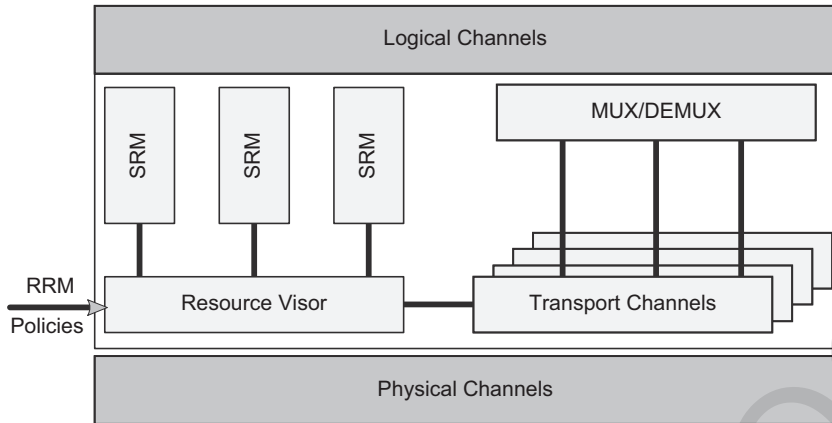 Logical Channels
SRM
SRM
SRM
MUX/DEMUX
RRM
Policies
Resource Visor
Transport Channels
Physical Channels